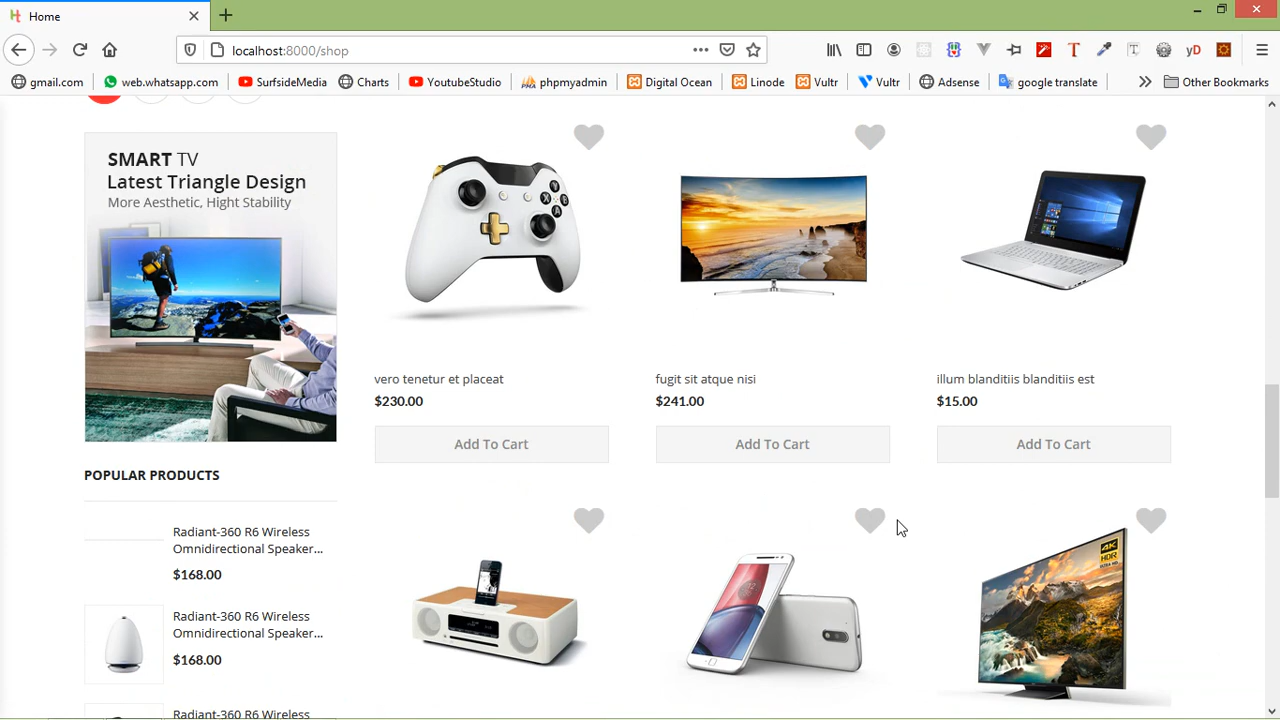 Home
localhost:8000/shop
gmail.com
web.whatsapp.com
SurfsideMedia
Charts
YoutubeStudio
phpmyadmin
Digital Ocean
Linode
Vultr
Vultr
Adsense
google translate
Other Bookmarks
SMART TV
Latest Triangle Design
More Aesthetic, Hight Stability
vero tenetur et placeat
$230.00
Add To Cart
fugit sit atque nisi
$241.00
Add To Cart
illum blanditiis blanditiis est
$15.00
Add To Cart
POPULAR PRODUCTS
Radiant-360 R6 Wireless
Omnidirectional Speaker...
$168.00
Radiant-360 R6 Wireless
Omnidirectional Speaker...
$168.00
Radiant-360 R6 Wireless
4K
HDR